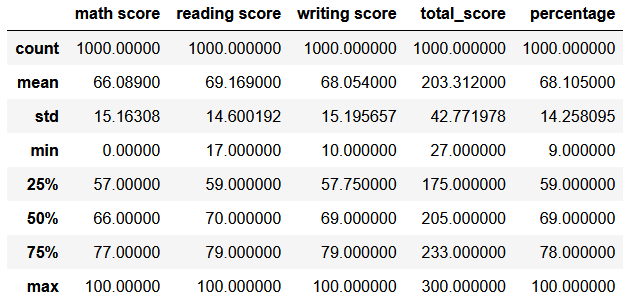 math score reading score writing score total_score percentage
count 1000.00000 1000.000000 1000.000000 1000.000000 1000.000000
mean 66.08900 69.169000 68.054000 203.312000 68.105000
std 15.16308 14.600192 15.195657 42.771978 14.258095
min 0.00000 17.000000 10.000000 27.000000 9.000000
25% 57.00000 59.000000 57.750000 175.000000 59.000000
50% 66.00000 70.000000 69.000000 205.000000 69.000000
75% 77.00000 79.000000 79.000000 233.000000 78.000000
max 100.00000 100.000000 100.000000 300.000000 100.000000